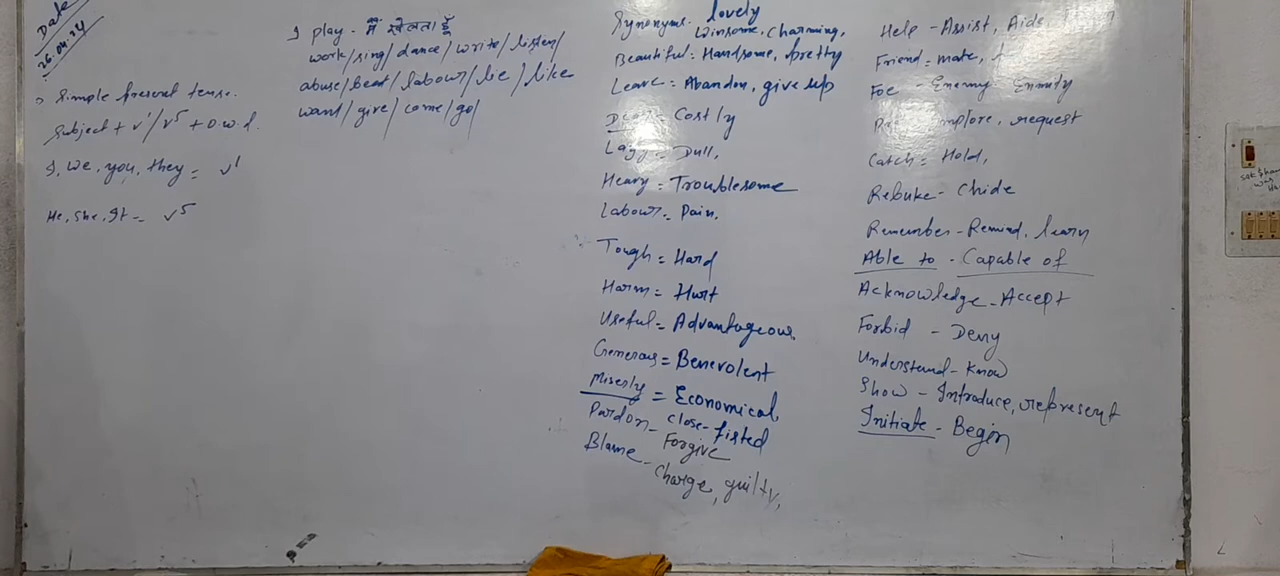 Date
26.04.24
Simple present tense.
Subject + v¹/v⁵ + o.w.d.
I, we, you, they = v¹
He, She, It = v⁵
I play - मैं खेलता हूँ
work/sing/dance/write/listen/
abuse/beat/labour/lie/like
want/give/come/go/
Synonyms. lovely
winsome, charming,
Beautiful = Handsome, pretty
Leave = Abandon, give up
Dear = Costly
Lazy = Dull,
Heavy = Troublesome
Labour = Pain.
Tough = Hard
Harm = Hurt
Useful = Advantageous.
Generous = Benevolent
Miserly = Economical,
close-fisted
Pardon - Forgive
Blame - charge, guilty,
Help - Assist, Aide
Friend = mate,
Foe - Enemy Enmity
request
Catch = Hold,
Rebuke - Chide
Remember - Remind, learn
Able to - Capable of
Acknowledge - Accept
Forbid - Deny
Understand - Know
Show - Introduce, represent
Initiate - Begin